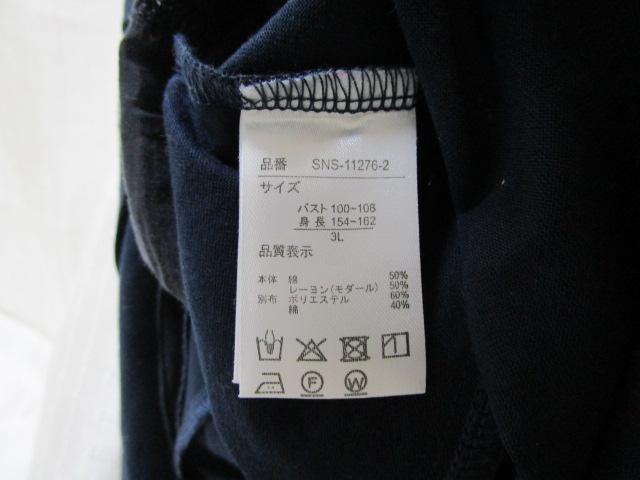 品番 SNS-11276-2
サイズ
バスト 100~108
身長 154~162
3L
品質表示
本体 綿 50%
レーヨン(モダール) 50%
別布 ポリエステル 60%
綿 40%
F W